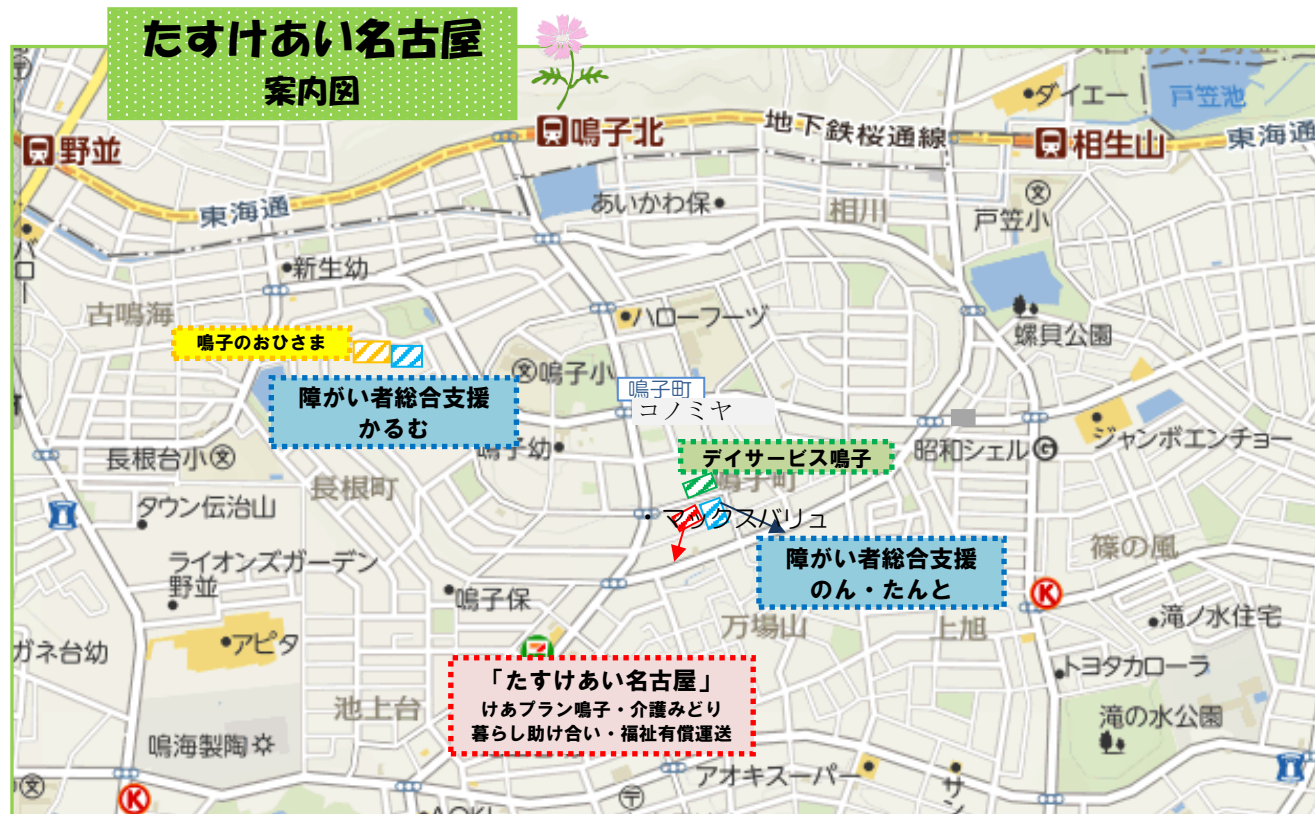 たすけあい名古屋
案内図
ダイエー
戸笠池
野並
鳴子北
地下鉄桜通線
相生山
東海通
東海通
あいかわ保
相川
戸笠小
バロー
新生幼
古鳴海
ハローフーヅ
螺貝公園
鳴子のおひさま
鳴子小
障がい者総合支援
かるむ
鳴子町
コノミヤ
鳴子幼
デイサービス鳴子
昭和シェル
ジャンボエンチョー
長根台小
長根町
鳴子町
タウン伝治山
マックスバリュ
障がい者総合支援
のん・たんと
篠の風
ライオンズガーデン
野並
鳴子保
万場山
上旭
滝ノ水住宅
アピタ
ガネ台幼
トヨタカローラ
「たすけあい名古屋」
けあプラン鳴子・介護みどり
暮らし助け合い・福祉有償運送
池上台
滝の水公園
鳴海製陶
アオキスーパー
サン